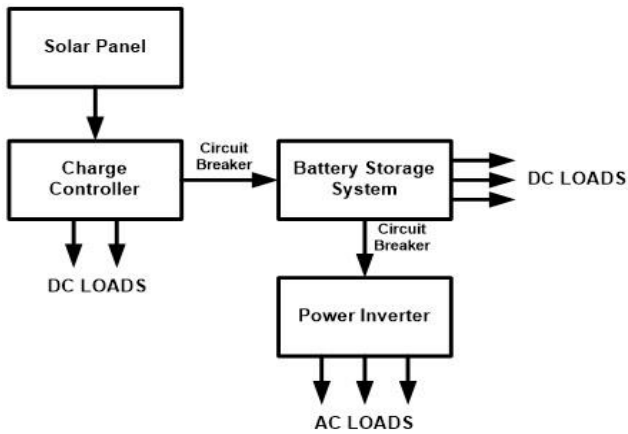 Solar Panel
Charge
Controller
Circuit
Breaker
Battery Storage
System
DC LOADS
DC LOADS
Circuit
Breaker
Power Inverter
AC LOADS